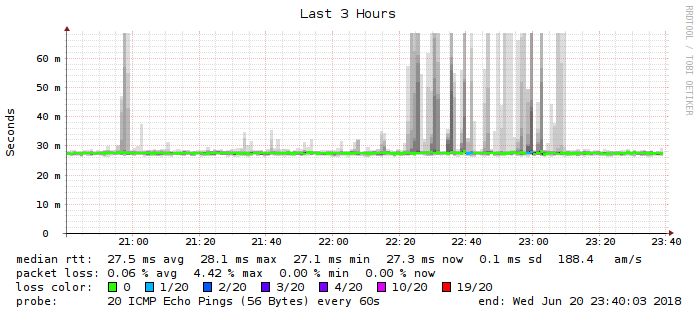 Last 3 Hours
RRDTOOL / TOBI OETIKER
Seconds
60 m
50 m
40 m
30 m
20 m
10 m
0
21:00 21:20 21:40 22:00 22:20 22:40 23:00 23:20 23:40
median rtt: 27.5 ms avg 28.1 ms max 27.1 ms min 27.3 ms now 0.1 ms sd 188.4 am/s
packet loss: 0.06 % avg 4.42 % max 0.00 % min 0.00 % now
loss color: 0 1/20 2/20 3/20 4/20 10/20 19/20
probe: 20 ICMP Echo Pings (56 Bytes) every 60s end: Wed Jun 20 23:40:03 2018